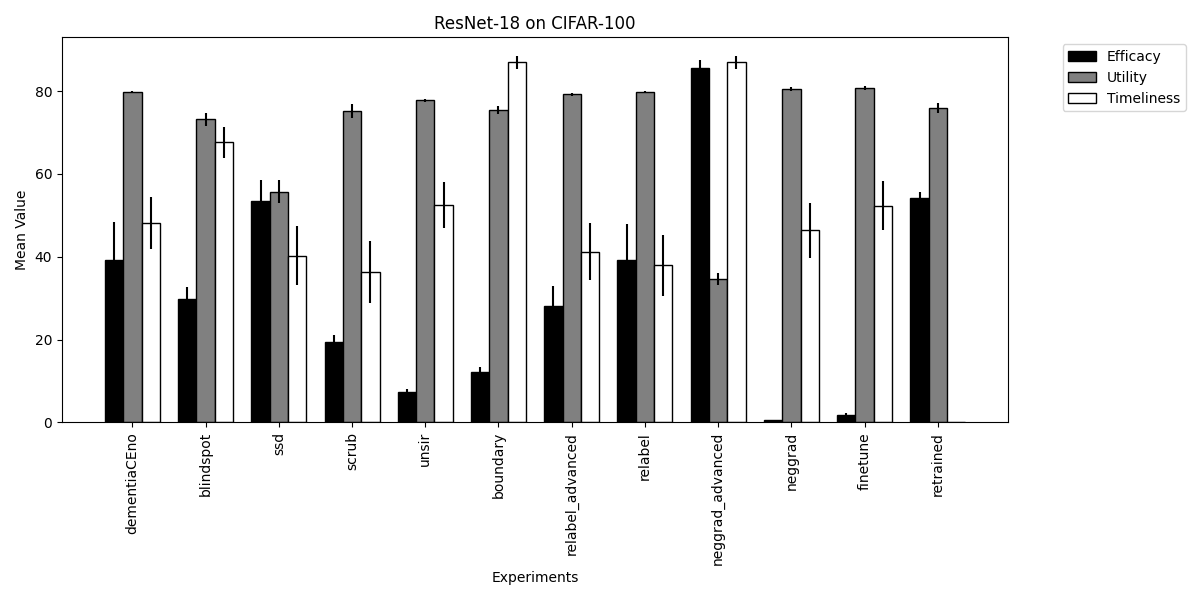 ResNet-18 on CIFAR-100
Efficacy
Utility
Timeliness
Mean Value
80
60
40
20
0
dementiaCEno
blindspot
ssd
scrub
unsir
boundary
relabel_advanced
relabel
neggrad_advanced
neggrad
finetune
retrained
Experiments